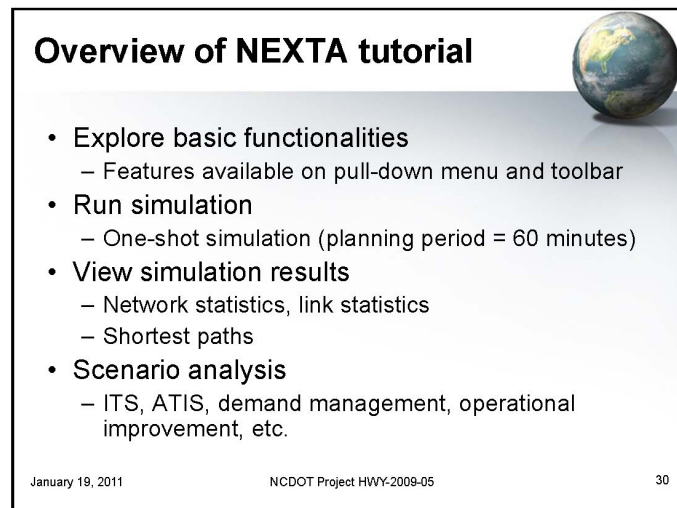 Overview of NEXTA tutorial
• Explore basic functionalities
– Features available on pull-down menu and toolbar
• Run simulation
– One-shot simulation (planning period = 60 minutes)
• View simulation results
– Network statistics, link statistics
– Shortest paths
• Scenario analysis
– ITS, ATIS, demand management, operational
improvement, etc.
January 19, 2011
NCDOT Project HWY-2009-05
30